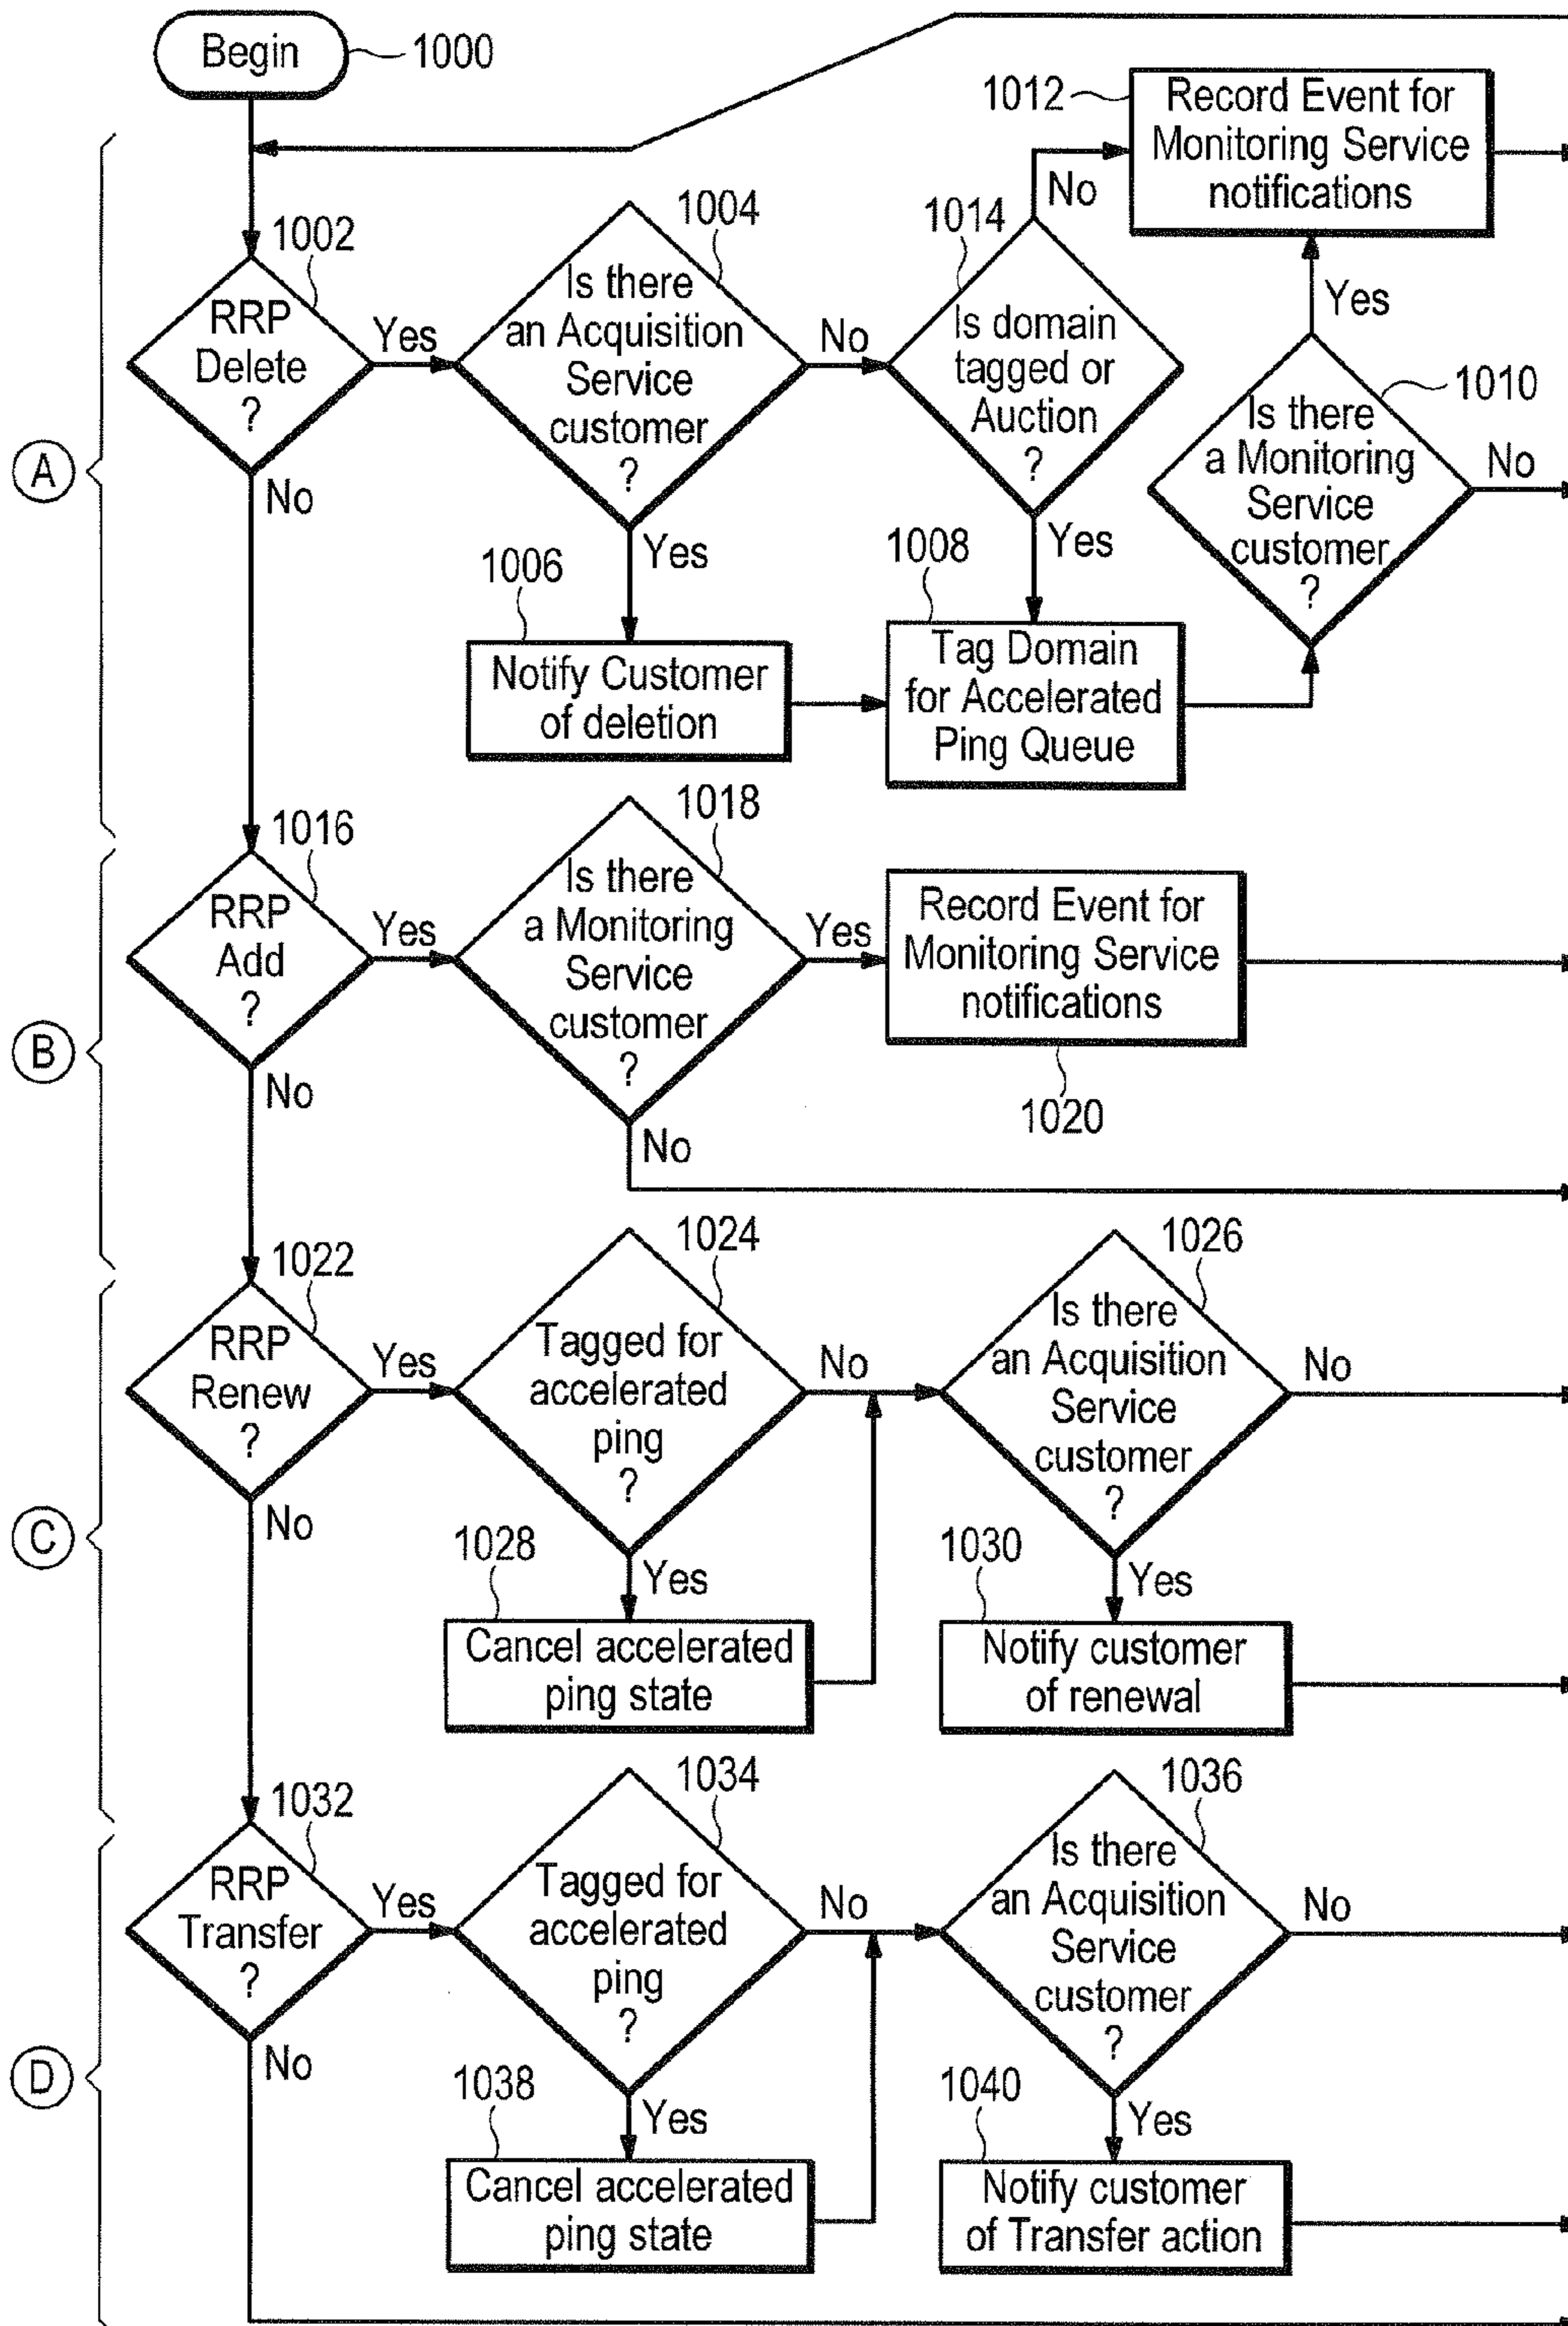 Begin
1000
1012
Record Event for
Monitoring Service
notifications
No
1002
RRP
Delete
?
Yes
No
1004
Is there
an Acquisition
Service
customer
?
No
Yes
1014
Is domain
tagged or
Auction
?
Yes
Yes
1010
Is there
a Monitoring
Service
customer
?
No
A
1006
Notify Customer
of deletion
1008
Tag Domain
for Accelerated
Ping Queue
1016
RRP
Add
?
Yes
No
1018
Is there
a Monitoring
Service
customer
?
Yes
No
Record Event for
Monitoring Service
notifications
1020
B
1022
RRP
Renew
?
Yes
No
1024
Tagged for
accelerated
ping
?
No
Yes
1026
Is there
an Acquisition
Service
customer
?
No
Yes
C
1028
Cancel accelerated
ping state
1030
Notify customer
of renewal
1032
RRP
Transfer
?
Yes
No
1034
Tagged for
accelerated
ping
?
No
Yes
1036
Is there
an Acquisition
Service
customer
?
No
Yes
D
1038
Cancel accelerated
ping state
1040
Notify customer
of Transfer action